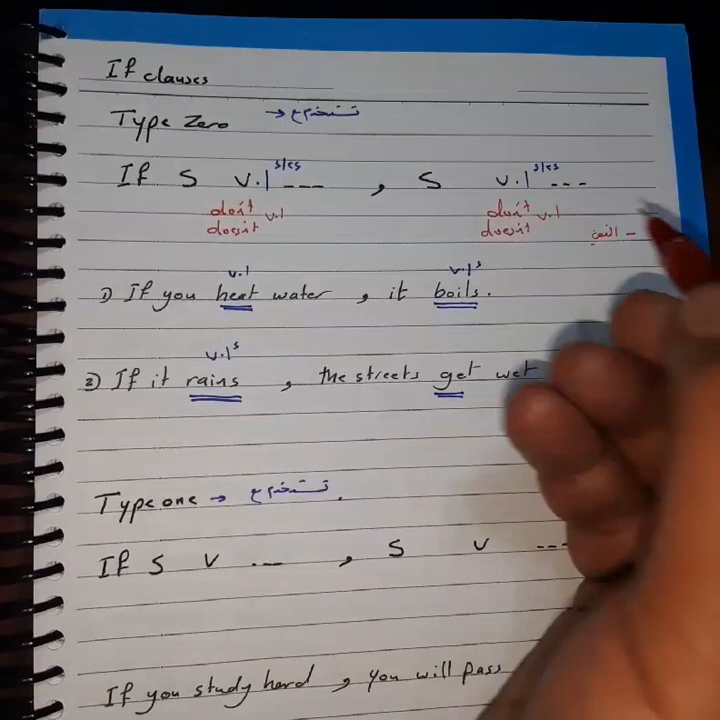 If clauses
Type Zero → تستخدم ع
If S v.1 s/es --- , S v.1 s/es ---
don't v.1 don't v.1
doesn't doesn't
v.1 v.1s
1) If you heat water , it boils.
v.1s
2) If it rains , the streets get wet
Type one → تستخدم ع .
If S V --- , S V ---
If you study hard , you will pass